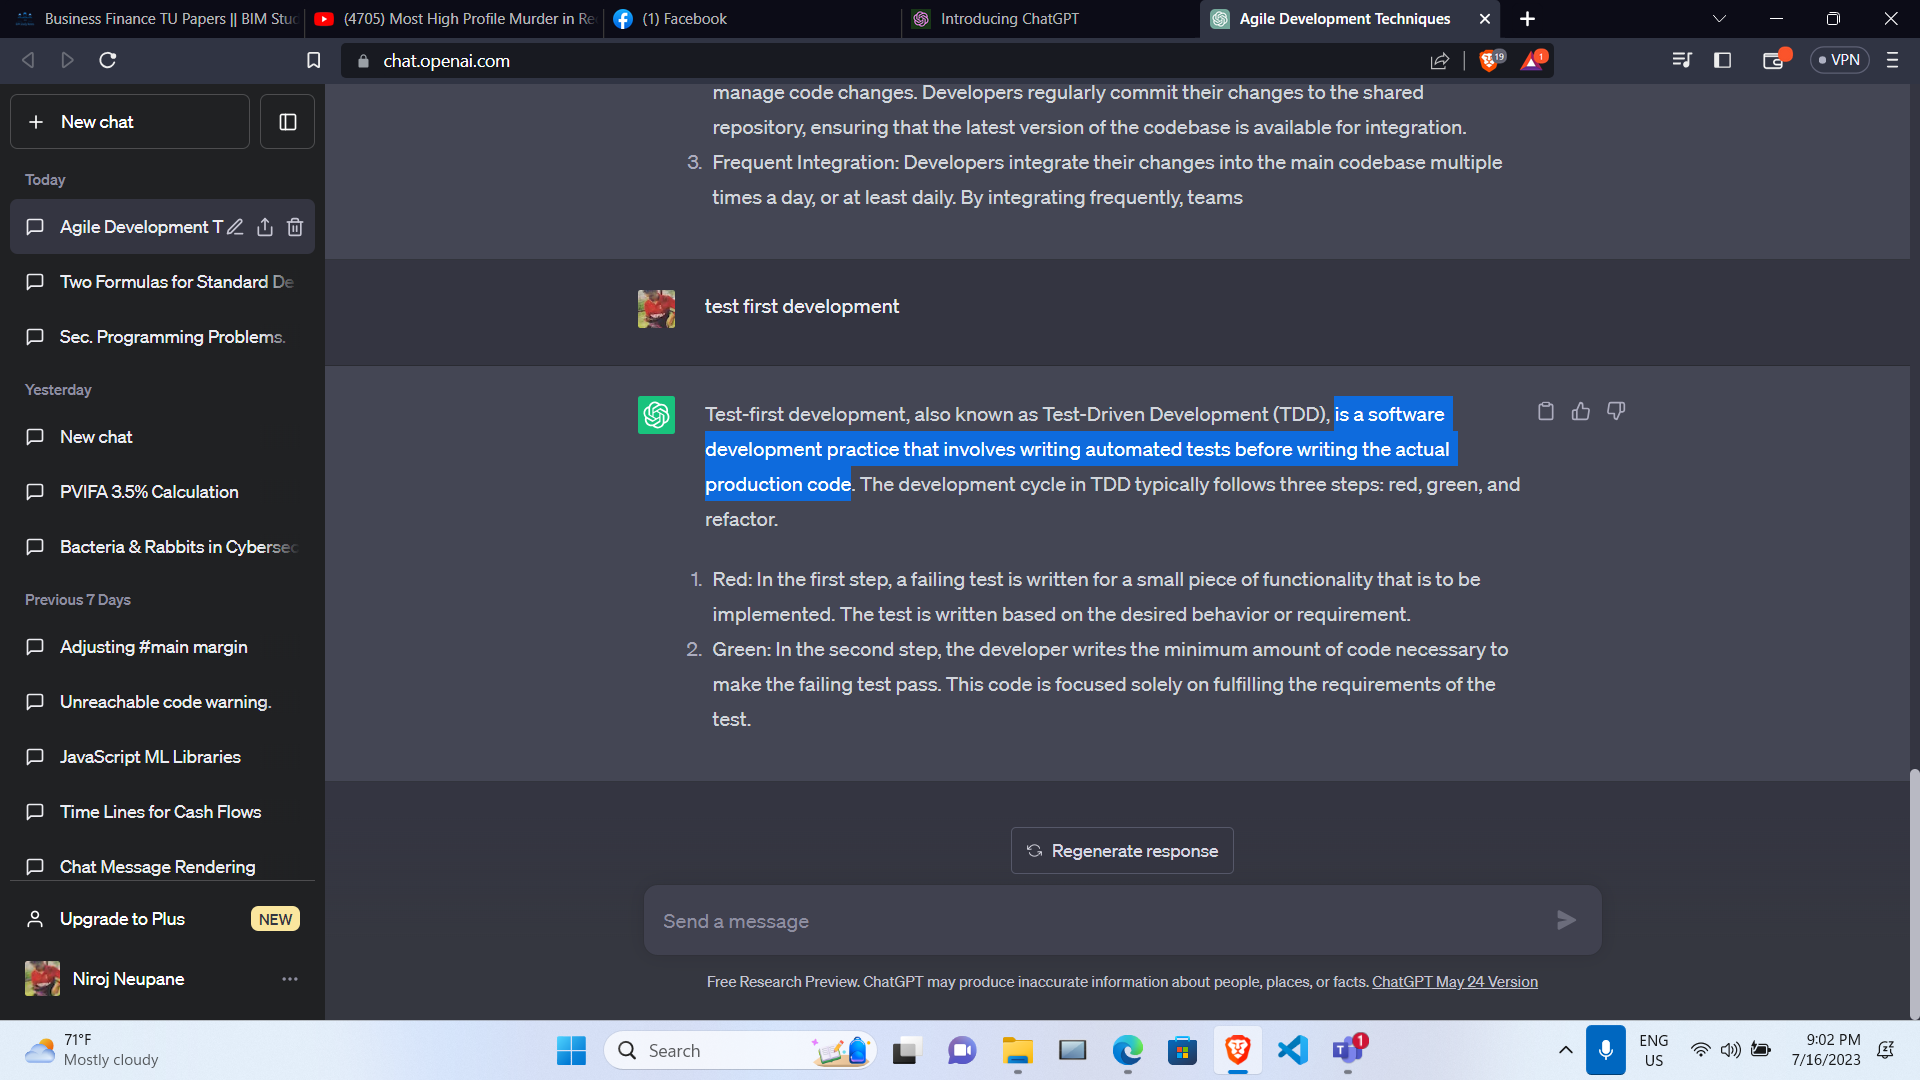 Business Finance TU Papers || BIM Stu
(4705) Most High Profile Murder in Re
(1) Facebook
Introducing ChatGPT
Agile Development Techniques
chat.openai.com
19
1
VPN
New chat
Today
Agile Development T
Two Formulas for Standard De
Sec. Programming Problems.
Yesterday
New chat
PVIFA 3.5% Calculation
Bacteria & Rabbits in Cybersec
Previous 7 Days
Adjusting #main margin
Unreachable code warning.
JavaScript ML Libraries
Time Lines for Cash Flows
Chat Message Rendering
Upgrade to Plus
NEW
Niroj Neupane
manage code changes. Developers regularly commit their changes to the shared
repository, ensuring that the latest version of the codebase is available for integration.
3. Frequent Integration: Developers integrate their changes into the main codebase multiple
times a day, or at least daily. By integrating frequently, teams
test first development
Test-first development, also known as Test-Driven Development (TDD), is a software
development practice that involves writing automated tests before writing the actual
production code. The development cycle in TDD typically follows three steps: red, green, and
refactor.
1. Red: In the first step, a failing test is written for a small piece of functionality that is to be
implemented. The test is written based on the desired behavior or requirement.
2. Green: In the second step, the developer writes the minimum amount of code necessary to
make the failing test pass. This code is focused solely on fulfilling the requirements of the
test.
Regenerate response
Send a message
Free Research Preview. ChatGPT may produce inaccurate information about people, places, or facts. ChatGPT May 24 Version
71°F
Mostly cloudy
Search
1
ENG
US
9:02 PM
7/16/2023